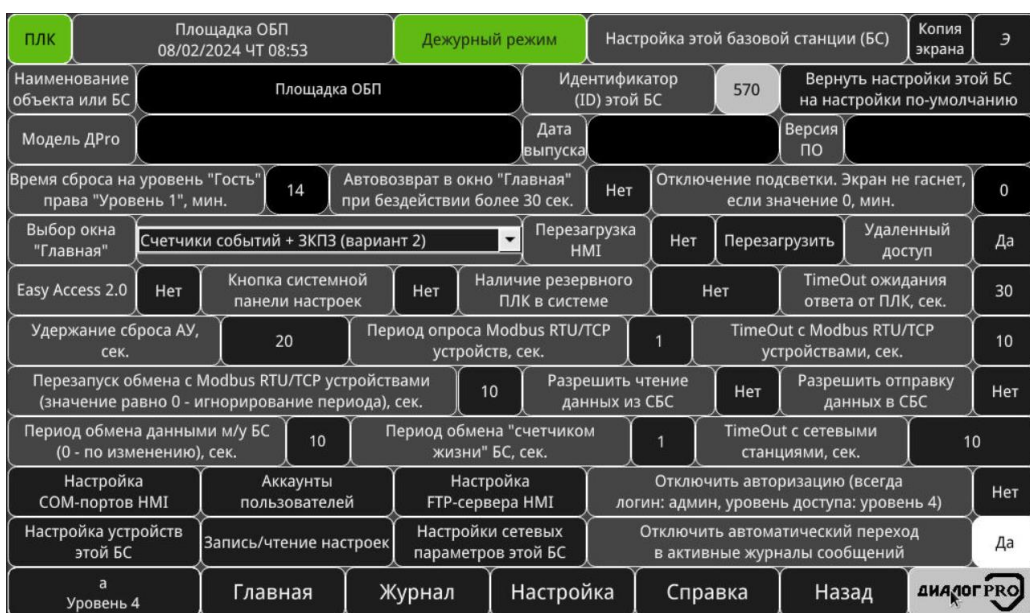 ПЛК
Площадка ОБП
08/02/2024 ЧТ 08:53
Дежурный режим
Настройка этой базовой станции (БС)
Копия
экрана
Э
Наименование
объекта или БС
Площадка ОБП
Идентификатор
(ID) этой БС
570
Вернуть настройки этой БС
на настройки по-умолчанию
Модель ДPro
Дата
выпуска
Версия
ПО
Время сброса на уровень "Гость"
права "Уровень 1", мин.
14
Автовозврат в окно "Главная"
при бездействии более 30 сек.
Нет
Отключение подсветки. Экран не гаснет,
если значение 0, мин.
0
Выбор окна
"Главная"
Счетчики событий + ЗКПЗ (вариант 2)
Перезагрузка
HMI
Нет
Перезагрузить
Удаленный
доступ
Да
Easy Access 2.0
Нет
Кнопка системной
панели настроек
Нет
Наличие резервного
ПЛК в системе
Нет
TimeOut ожидания
ответа от ПЛК, сек.
30
Удержание сброса АУ,
сек.
20
Период опроса Modbus RTU/TCP
устройств, сек.
1
TimeOut с Modbus RTU/TCP
устройствами, сек.
10
Перезапуск обмена с Modbus RTU/TCP устройствами
(значение равно 0 - игнорирование периода), сек.
10
Разрешить чтение
данных из СБС
Нет
Разрешить отправку
данных в СБС
Нет
Период обмена данными м/у БС
(0 - по изменению), сек.
10
Период обмена "счетчиком
жизни" БС, сек.
1
TimeOut с сетевыми
станциями, сек.
10
Настройка
COM-портов HMI
Аккаунты
пользователей
Настройка
FTP-сервера HMI
Отключить авторизацию (всегда
логин: админ, уровень доступа: уровень 4)
Нет
Настройка устройств
этой БС
Запись/чтение настроек
Настройки сетевых
параметров этой БС
Отключить автоматический переход
в активные журналы сообщений
Да
а
Уровень 4
Главная
Журнал
Настройка
Справка
Назад
ДИАЛОГ PRO